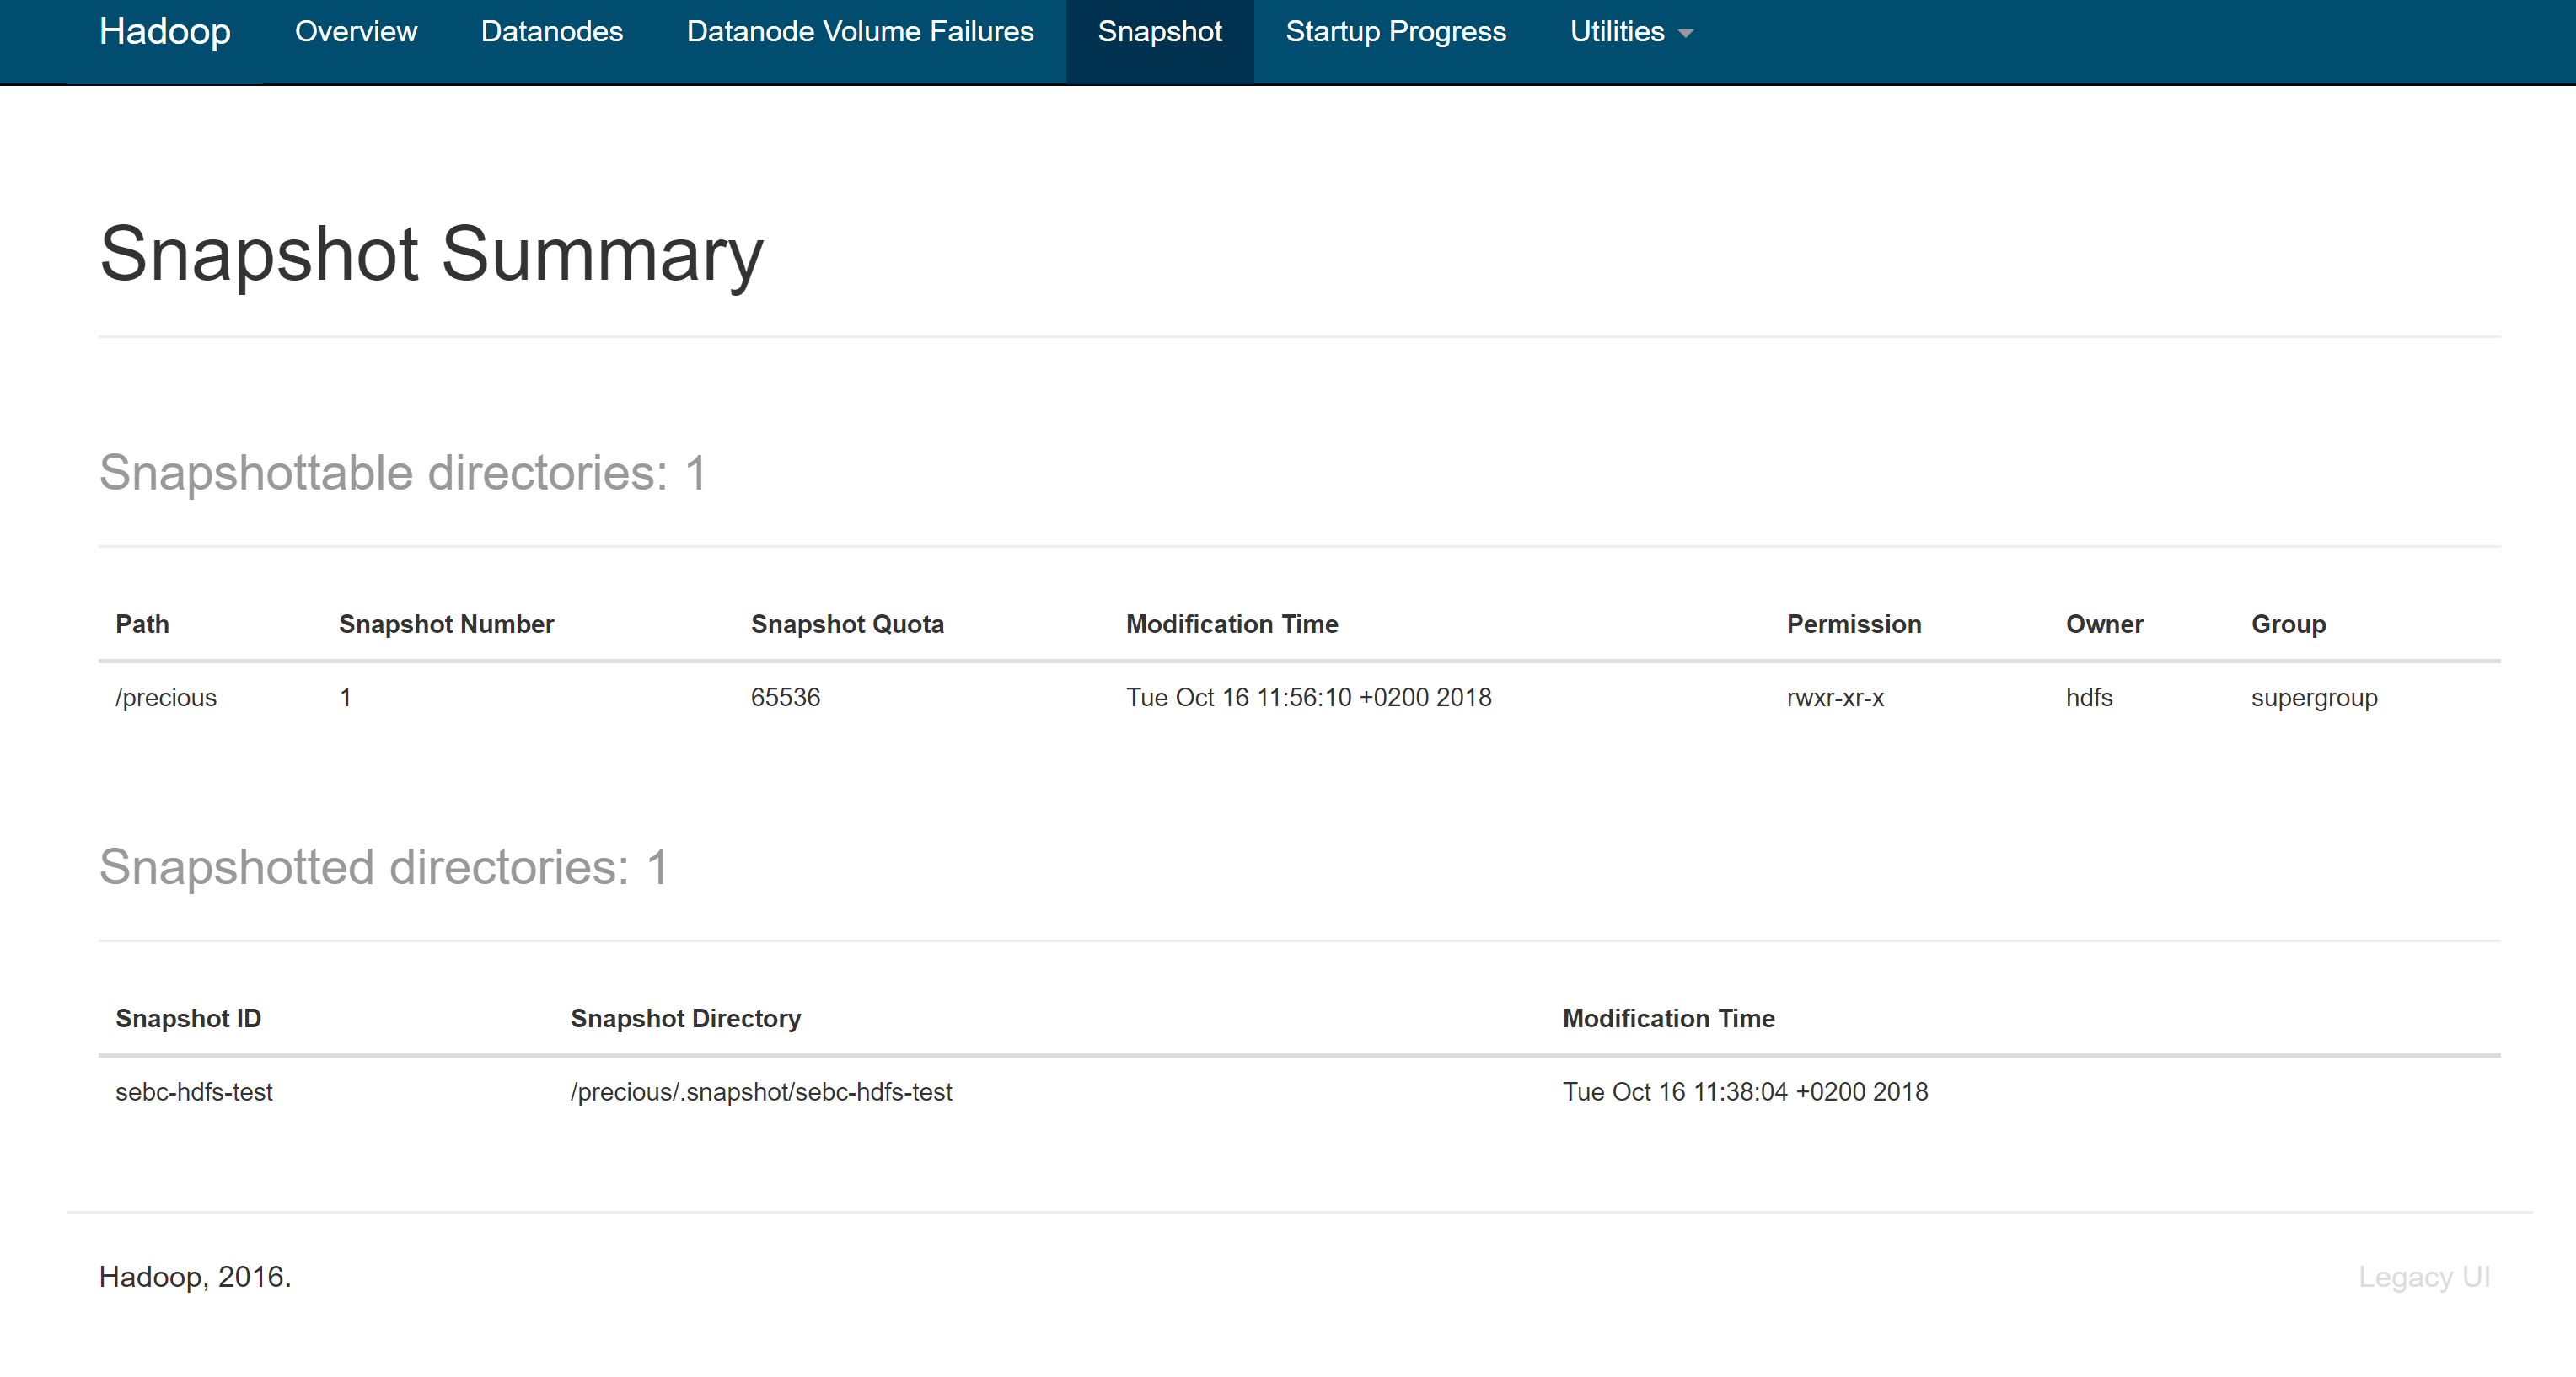 Hadoop Overview Datanodes Datanode Volume Failures Snapshot Startup Progress Utilities
Snapshot Summary
Snapshottable directories: 1
Path Snapshot Number Snapshot Quota Modification Time Permission Owner Group
/precious 1 65536 Tue Oct 16 11:56:10 +0200 2018 rwxr-xr-x hdfs supergroup
Snapshotted directories: 1
Snapshot ID Snapshot Directory Modification Time
sebc-hdfs-test /precious/.snapshot/sebc-hdfs-test Tue Oct 16 11:38:04 +0200 2018
Hadoop, 2016. Legacy UI